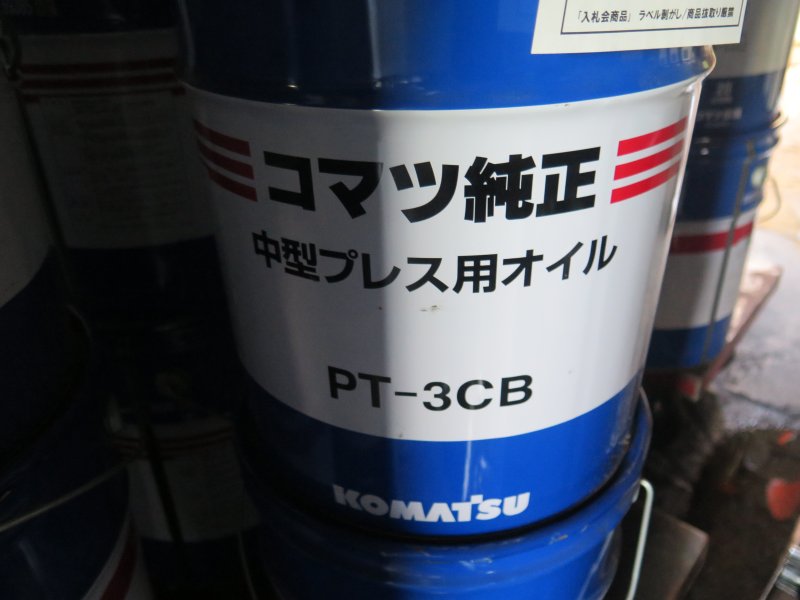 「入札会商品」 ラベル剥がし/商品抜取り厳禁
コマツ純正
中型プレス用オイル
PT-3CB
KOMATSU